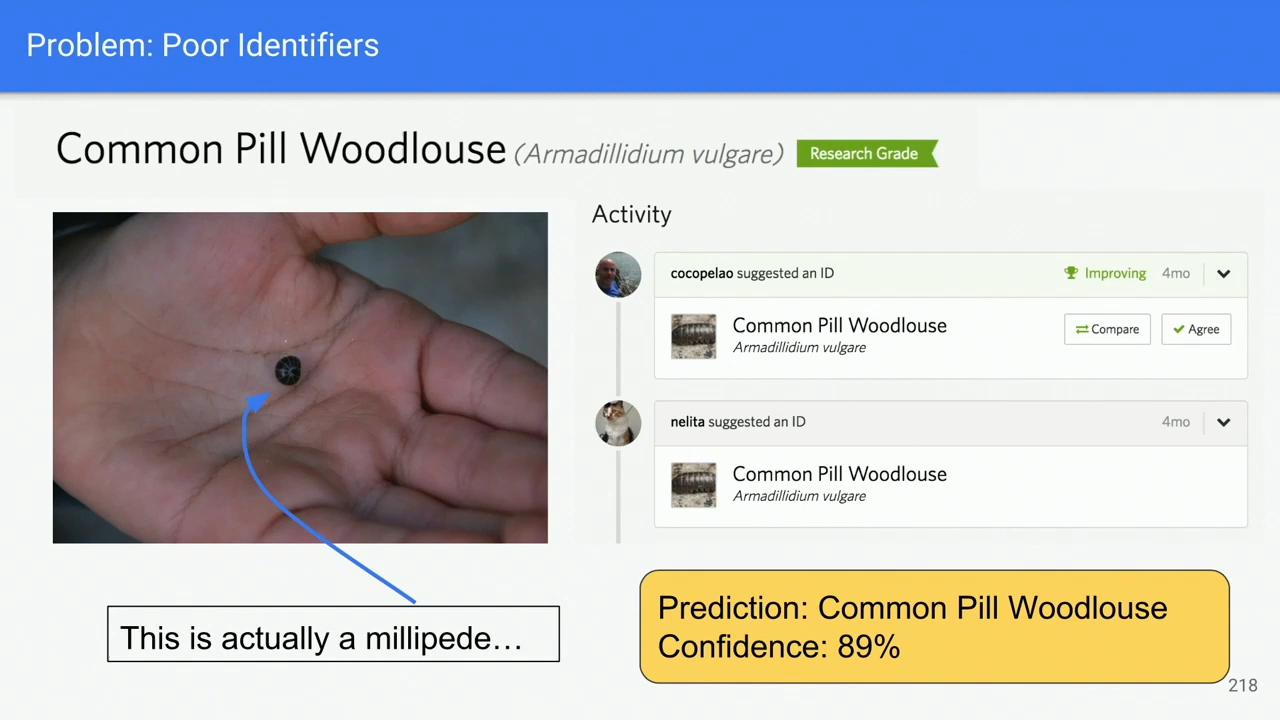 Problem: Poor Identifiers
Common Pill Woodlouse (Armadillidium vulgare) Research Grade
Activity
cocopelao suggested an ID Improving 4mo
Common Pill Woodlouse Compare Agree
Armadillidium vulgare
nelita suggested an ID 4mo
Common Pill Woodlouse
Armadillidium vulgare
This is actually a millipede…
Prediction: Common Pill Woodlouse
Confidence: 89%
218